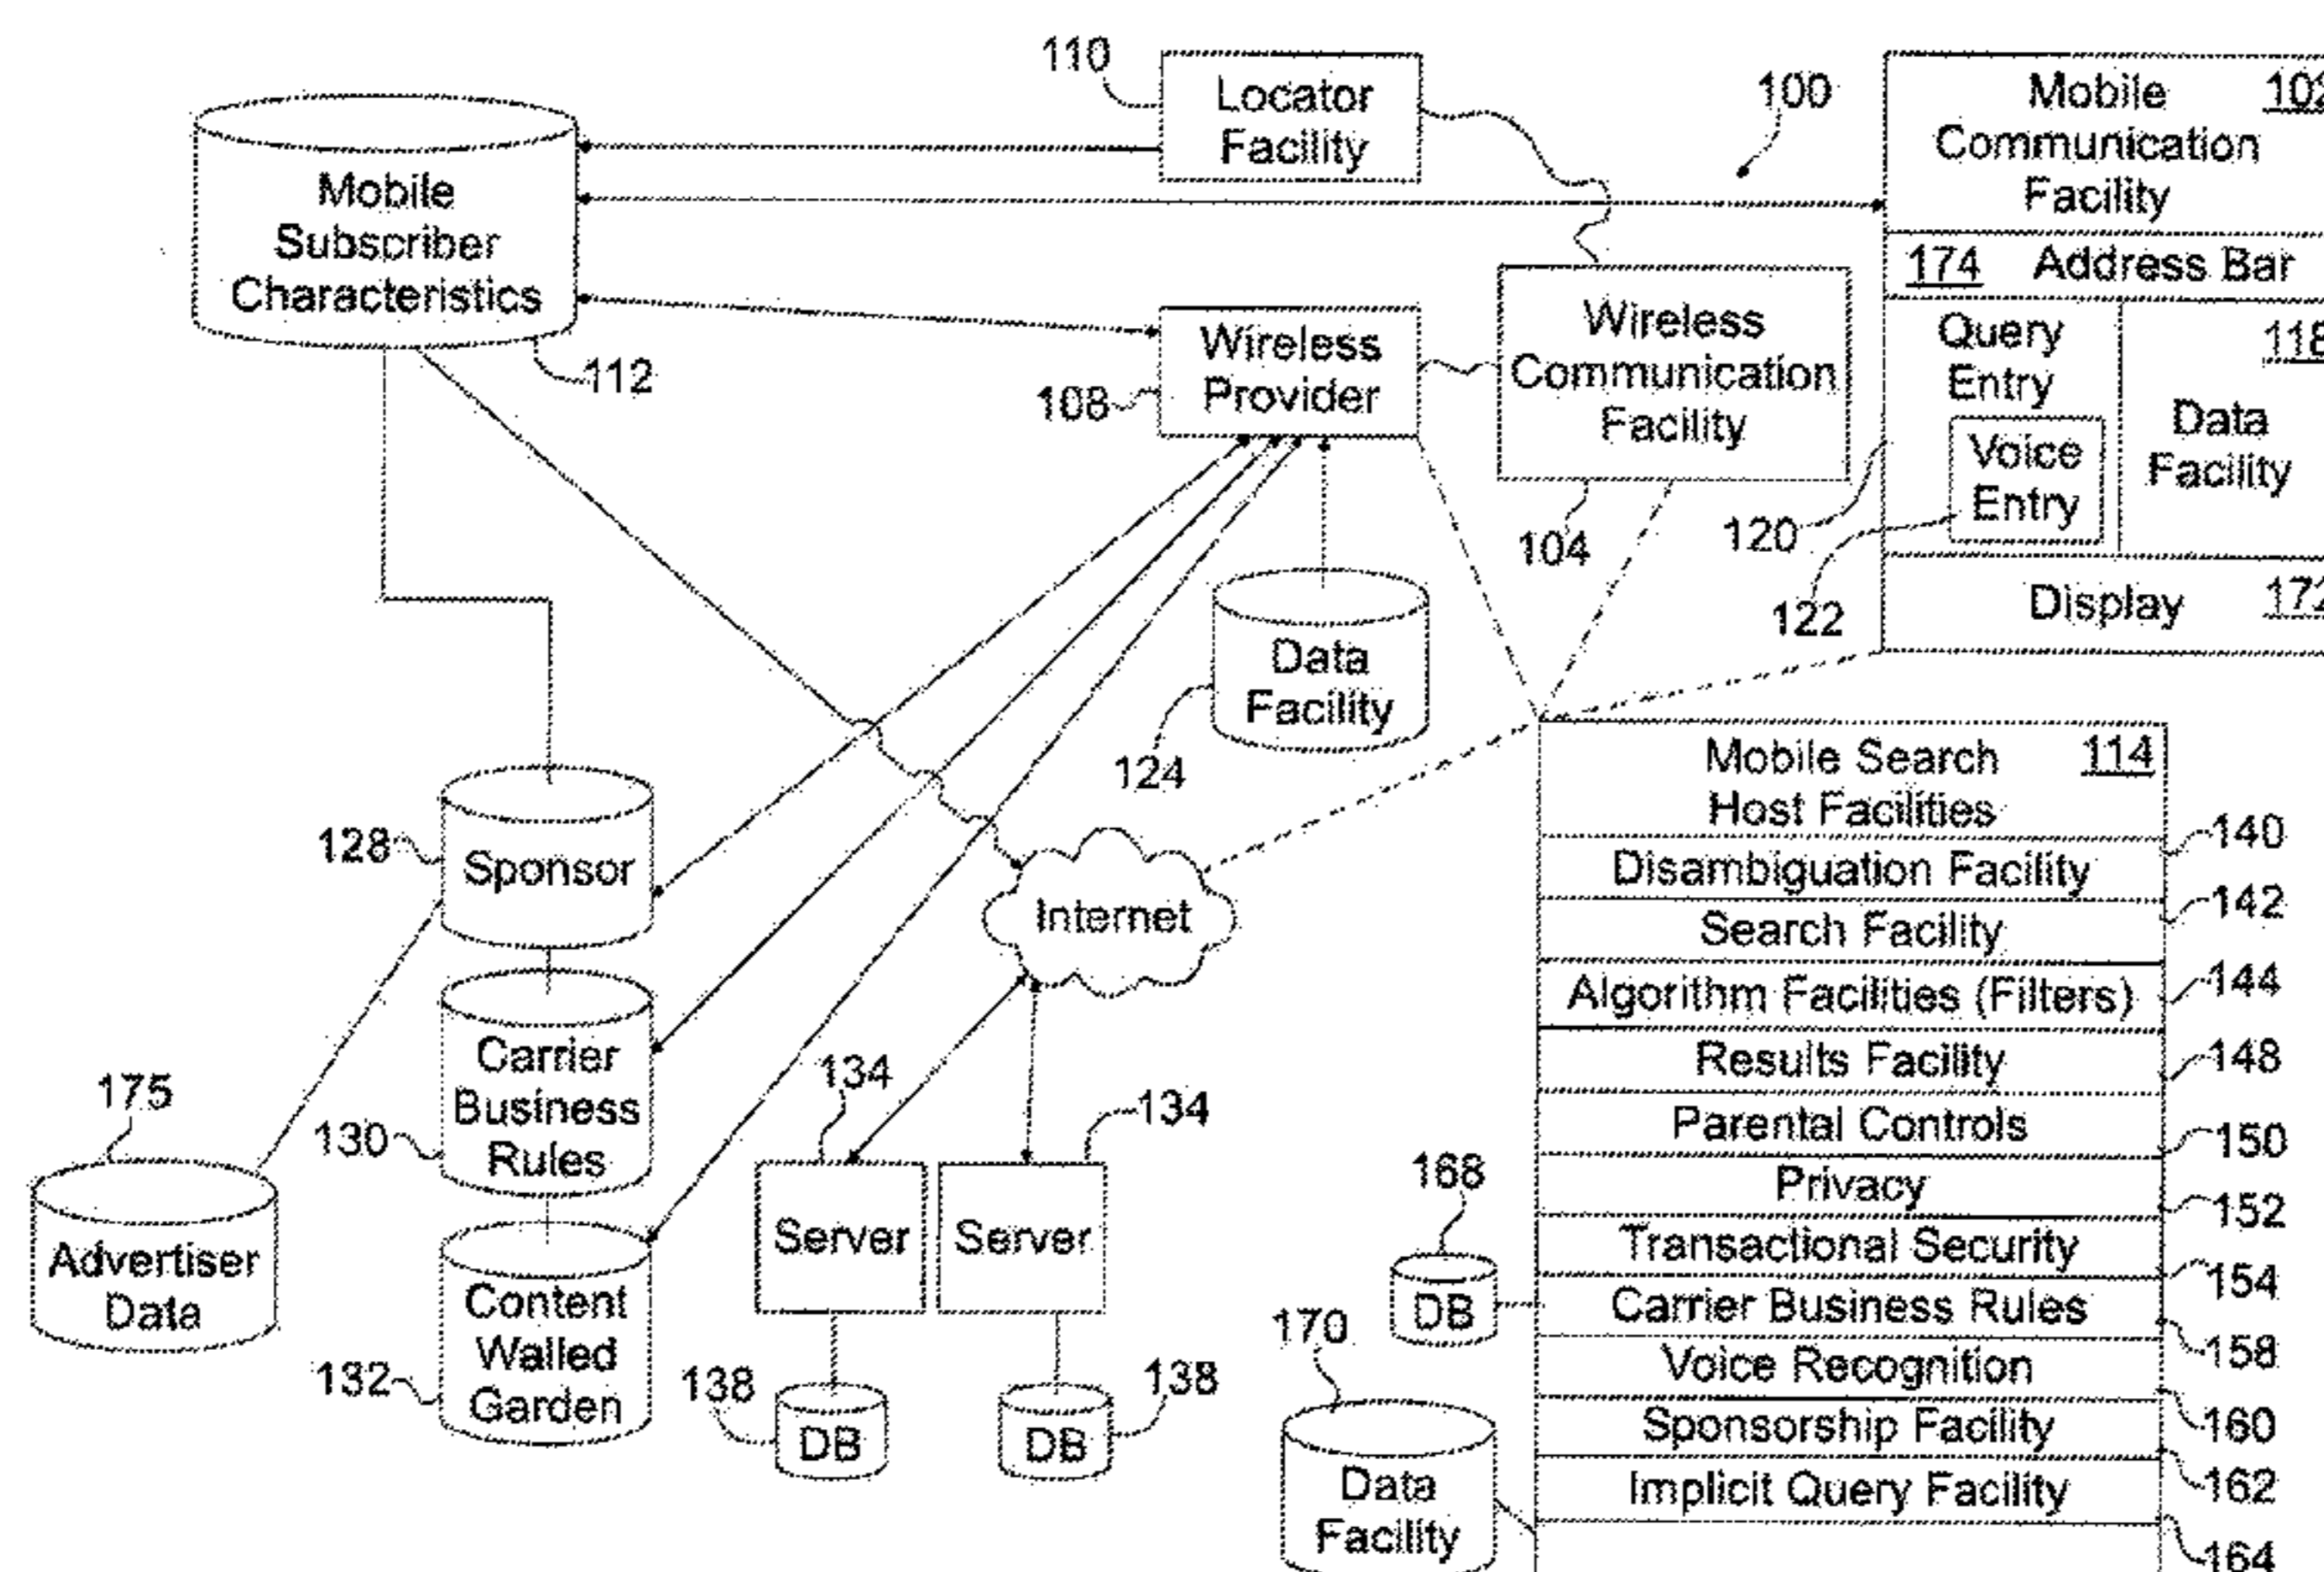 110
Locator
Facility
100
Mobile
Communication
Facility
102
Mobile
Subscriber
Characteristics
112
174 Address Bar
Wireless
Provider
108
Wireless
Communication
Facility
104
Query
Entry
Voice
Entry
118
Data
Facility
120
122
Display 172
Data
Facility
124
Mobile Search 114
Host Facilities
Disambiguation Facility
Search Facility
Algorithm Facilities (Filters)
Results Facility
Parental Controls
Privacy
Transactional Security
Carrier Business Rules
Voice Recognition
Sponsorship Facility
Implicit Query Facility
140
142
144
148
150
152
154
158
160
162
164
128
Sponsor
Internet
130
Carrier
Business
Rules
175
Advertiser
Data
132
Content
Walled
Garden
134
134
Server
Server
138
DB
DB
138
168
DB
170
Data
Facility